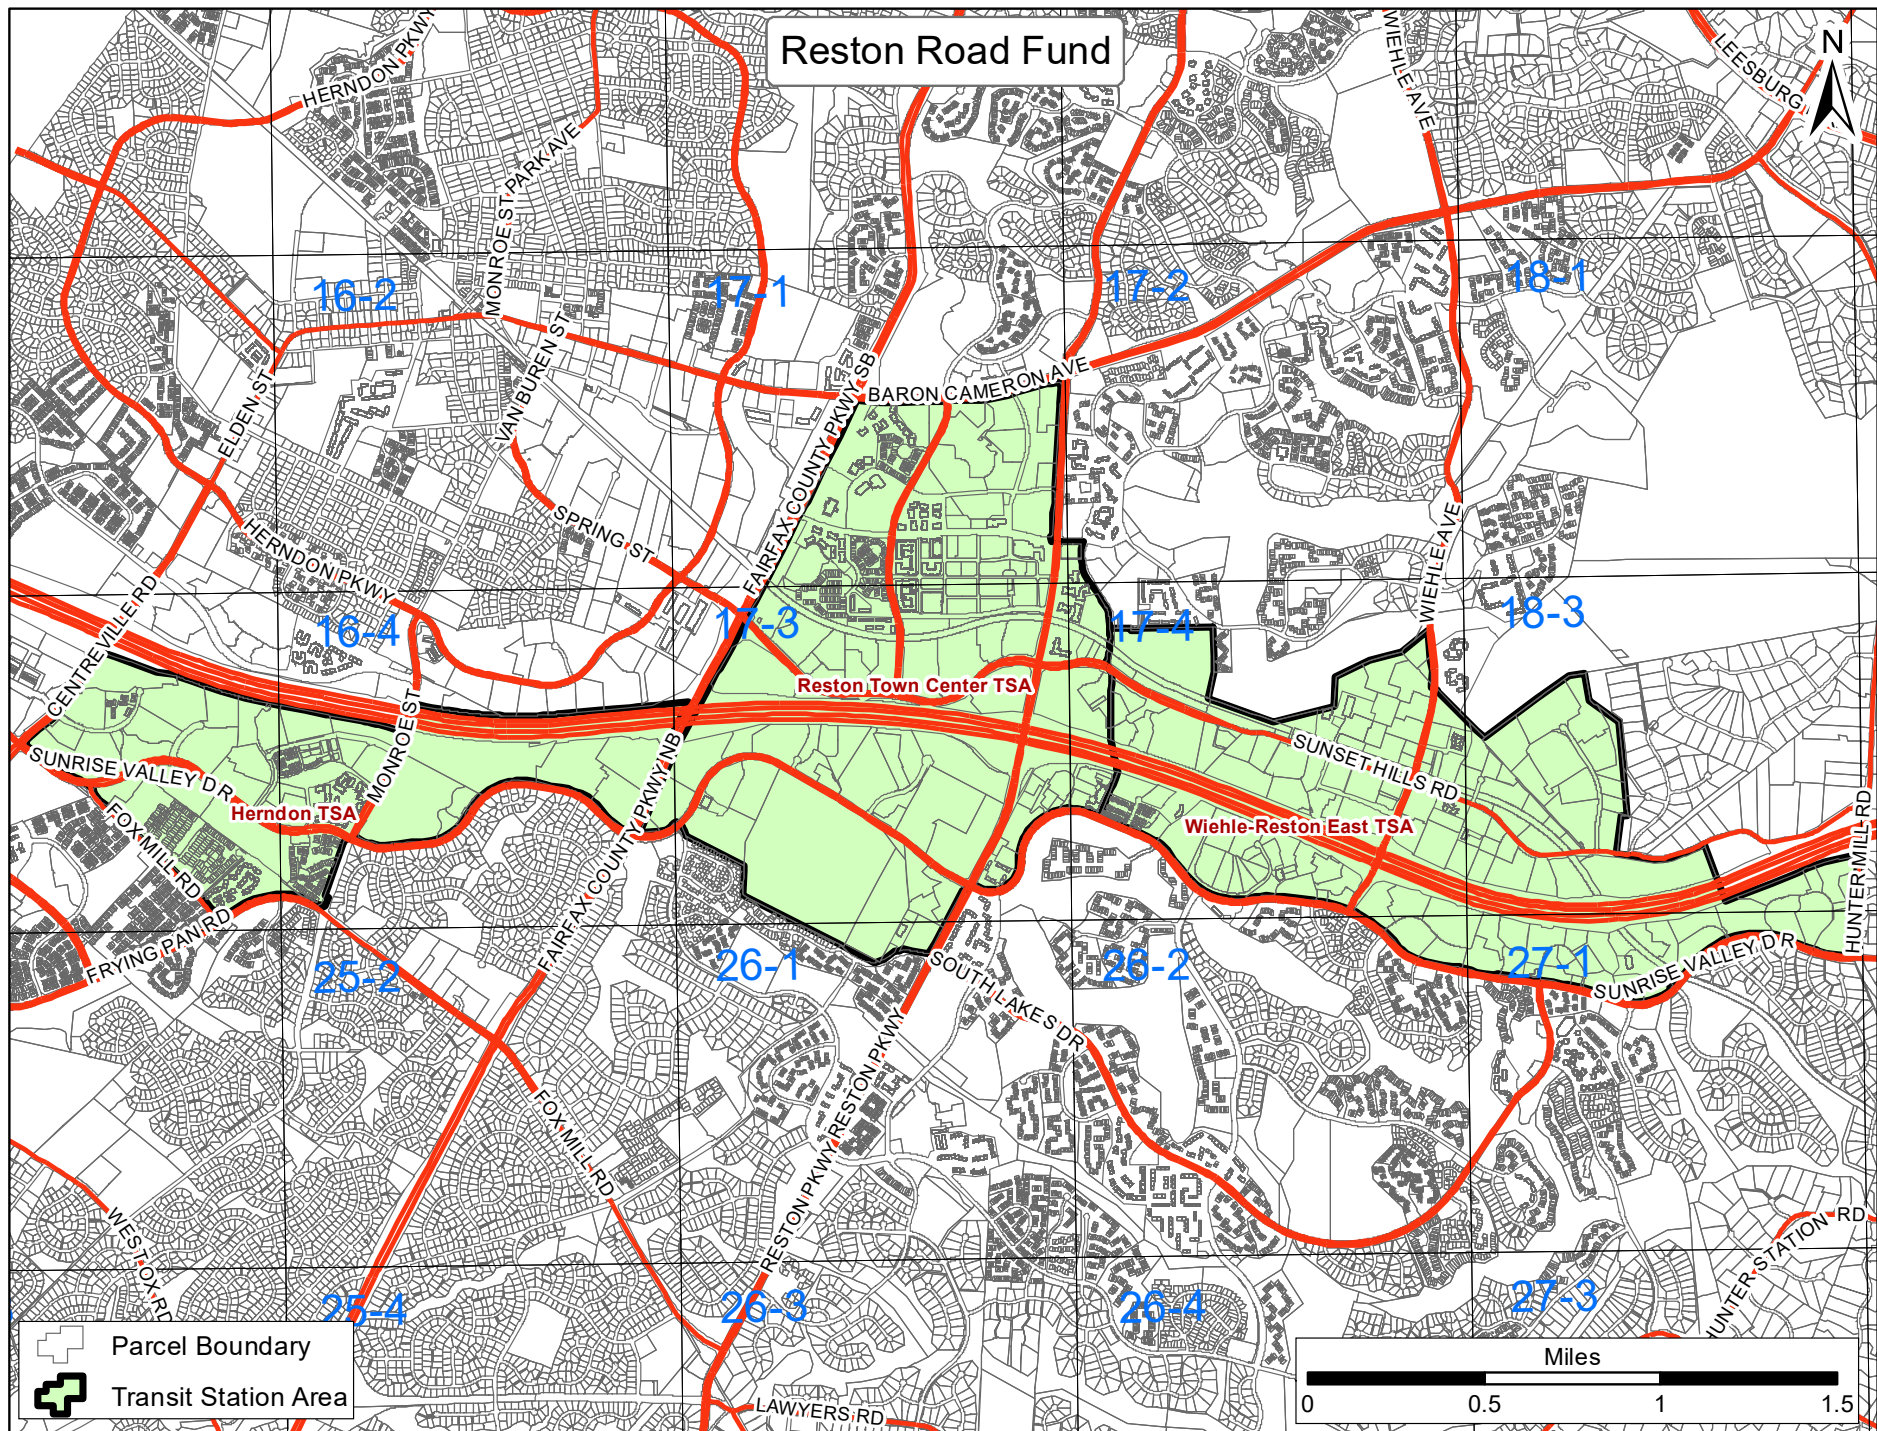 Reston Road Fund
N
HERNDON PKWY
WIEHLE AVE
LEESBURG
MONROE ST
PARK AVE
16-2
17-1
17-2
18-1
ELDEN ST
VAN BUREN ST
FAIRFAX COUNTY PKWY SB
BARON CAMERON AVE
HERNDON PKWY
SPRING ST
WIEHLE AVE
CENTREVILLE RD
16-4
17-3
17-4
18-3
MONROE ST
Reston Town Center TSA
SUNSET HILLS RD
SUNRISE VALLEY DR
FOX MILL RD
Herndon TSA
Wiehle-Reston East TSA
HUNTER MILL RD
FRYING PAN RD
FAIRFAX COUNTY PKWY NB
25-2
26-1
26-2
27-1
SOUTH LAKES DR
SUNRISE VALLEY DR
RESTON PKWY
FOX MILL RD
RESTON PKWY
WEST OX RD
HUNTER STATION RD
25-4
26-3
26-4
27-3
LAWYERS RD
Parcel Boundary
Transit Station Area
Miles
0 0.5 1 1.5